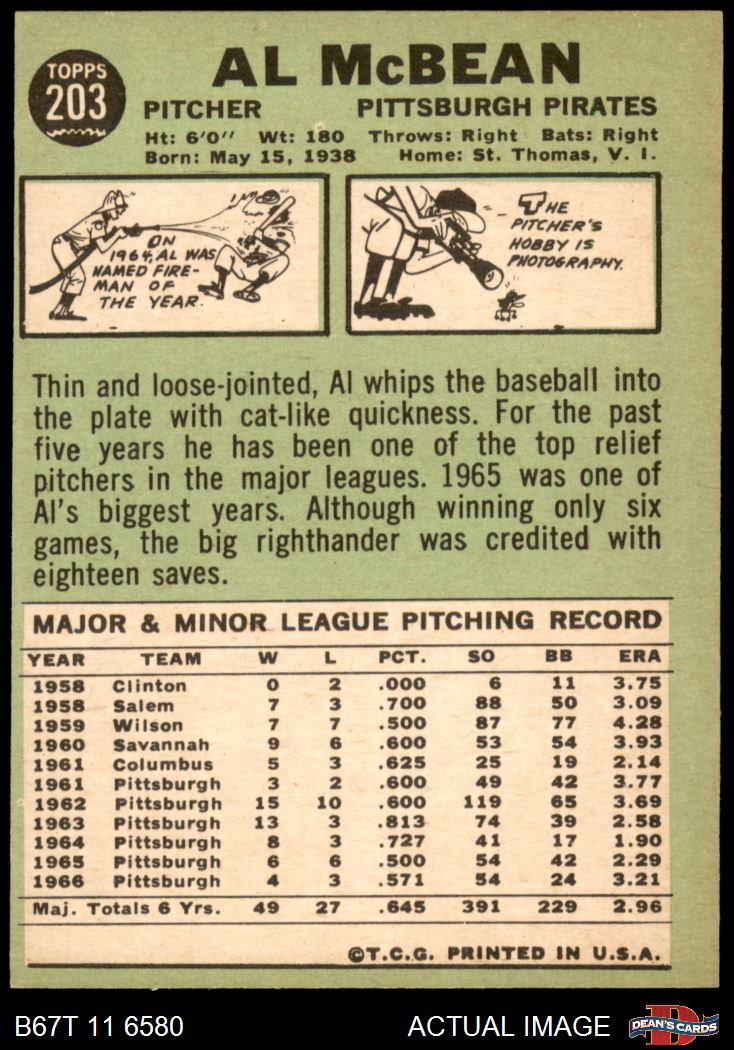 TOPPS
203
AL McBEAN
PITCHER PITTSBURGH PIRATES
Ht: 6'0" Wt: 180 Throws: Right Bats: Right
Born: May 15, 1938 Home: St. Thomas, V. I.
ON
1964, AL WAS
NAMED FIRE-
MAN OF
THE YEAR.
THE
PITCHER'S
HOBBY IS
PHOTOGRAPHY.
Thin and loose-jointed, Al whips the baseball into
the plate with cat-like quickness. For the past
five years he has been one of the top relief
pitchers in the major leagues. 1965 was one of
Al's biggest years. Although winning only six
games, the big righthander was credited with
eighteen saves.
MAJOR & MINOR LEAGUE PITCHING RECORD
YEAR TEAM W L PCT. SO BB ERA
1958 Clinton 0 2 .000 6 11 3.75
1958 Salem 7 3 .700 88 50 3.09
1959 Wilson 7 7 .500 87 77 4.28
1960 Savannah 9 6 .600 53 54 3.93
1961 Columbus 5 3 .625 25 19 2.14
1961 Pittsburgh 3 2 .600 49 42 3.77
1962 Pittsburgh 15 10 .600 119 65 3.69
1963 Pittsburgh 13 3 .813 74 39 2.58
1964 Pittsburgh 8 3 .727 41 17 1.90
1965 Pittsburgh 6 6 .500 54 42 2.29
1966 Pittsburgh 4 3 .571 54 24 3.21
Maj. Totals 6 Yrs. 49 27 .645 391 229 2.96
©T.C.G. PRINTED IN U.S.A.
B67T 11 6580 ACTUAL IMAGE DEAN'S CARDS